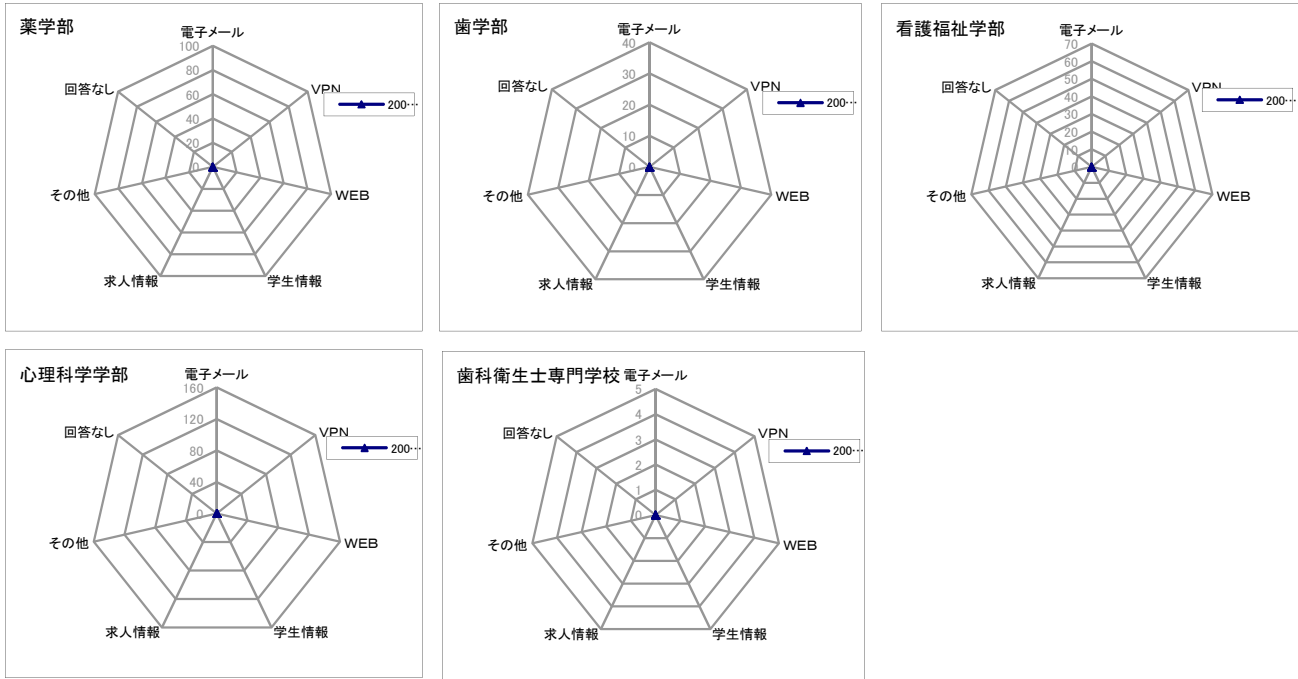 薬学部
電子メール
100
80
60
40
20
0
VPN
WEB
学生情報
求人情報
その他
回答なし
200…
歯学部
電子メール
40
30
20
10
0
VPN
WEB
学生情報
求人情報
その他
回答なし
200…
看護福祉学部
電子メール
70
60
50
40
30
20
10
0
VPN
WEB
学生情報
求人情報
その他
回答なし
200…
心理科学学部
電子メール
160
120
80
40
0
VPN
WEB
学生情報
求人情報
その他
回答なし
200…
歯科衛生士専門学校
電子メール
5
4
3
2
1
0
VPN
WEB
学生情報
求人情報
その他
回答なし
200…